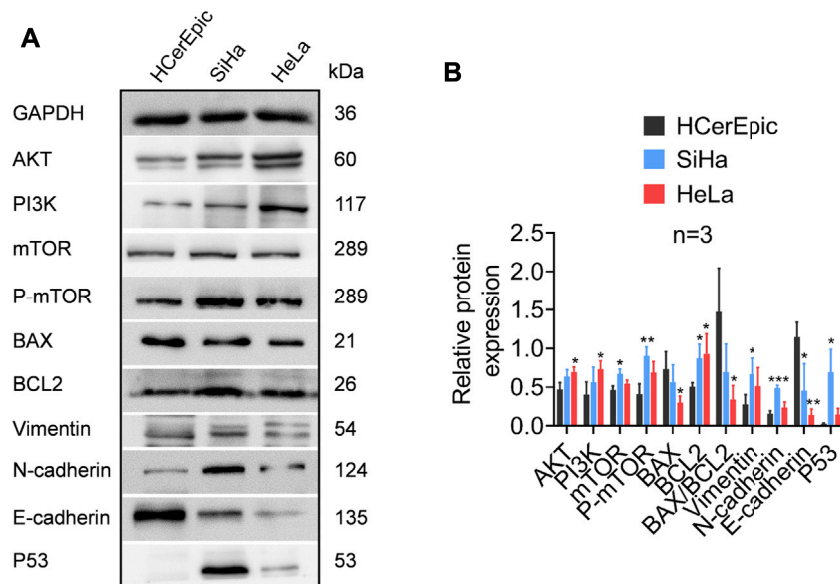 A
HCerEpic SiHa HeLa
kDa
GAPDH 36
AKT 60
PI3K 117
mTOR 289
P-mTOR 289
BAX 21
BCL2 26
Vimentin 54
N-cadherin 124
E-cadherin 135
P53 53
B
HCerEpic
SiHa
HeLa
n=3
Relative protein
expression
2.5
2.0
1.5
1.0
0.5
0.0
* * * ** * * * * * *** * ** *
AKT PI3K mTOR P-mTOR BAX BCL2 BAX/BCL2 Vimentin N-cadherin E-cadherin P53